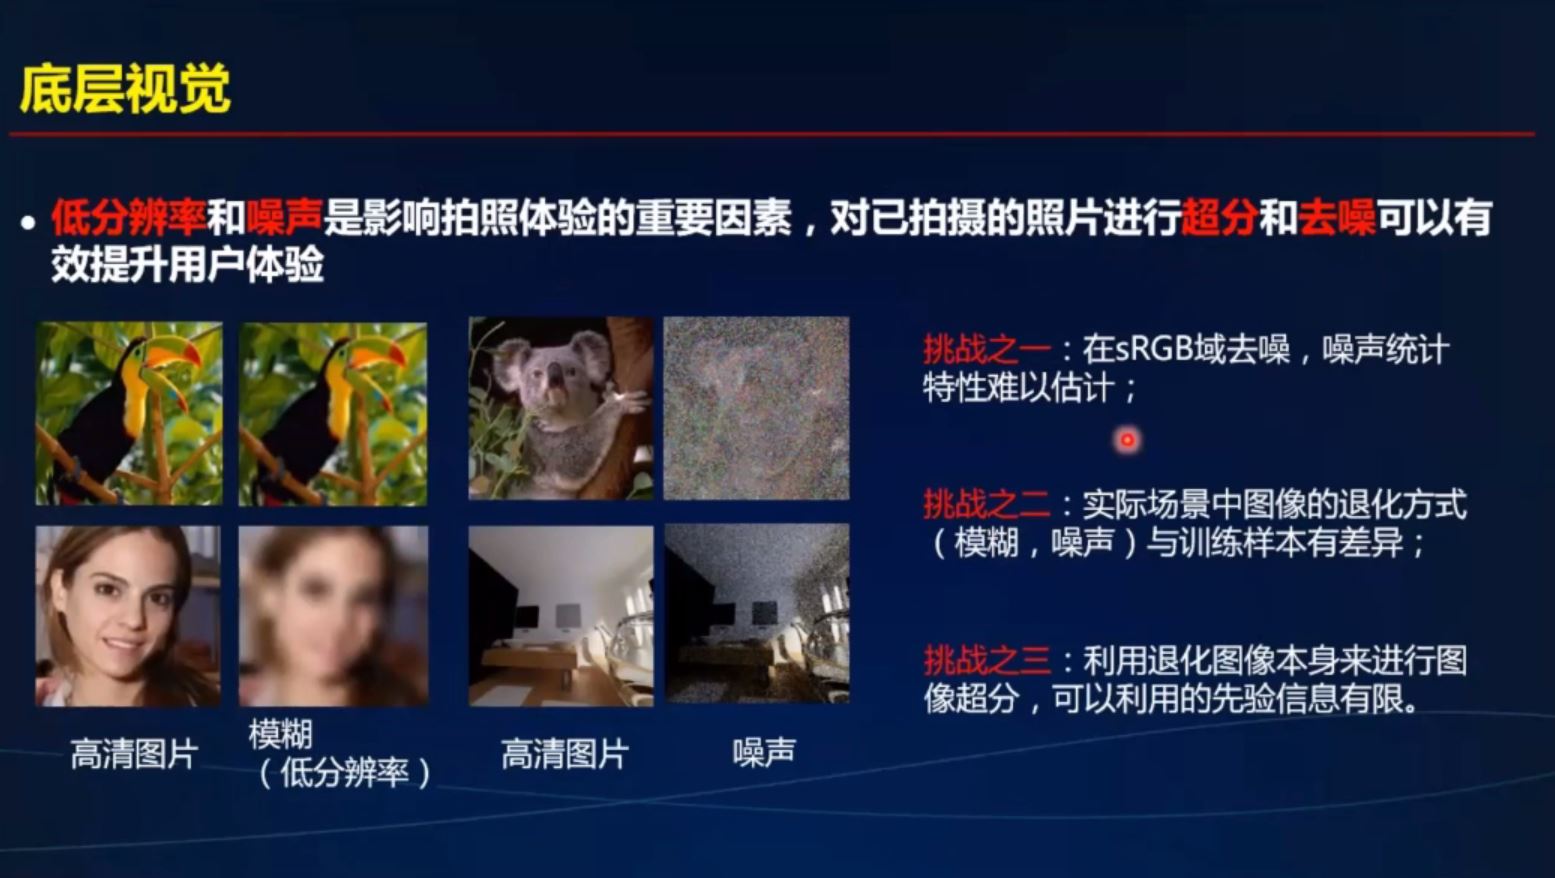 底层视觉
• 低分辨率和噪声是影响拍照体验的重要因素，对已拍摄的照片进行超分和去噪可以有
效提升用户体验
挑战之一：在sRGB域去噪，噪声统计
特性难以估计；
挑战之二：实际场景中图像的退化方式
（模糊，噪声）与训练样本有差异；
挑战之三：利用退化图像本身来进行图
像超分，可以利用的先验信息有限。
高清图片
模糊
（低分辨率）
高清图片
噪声